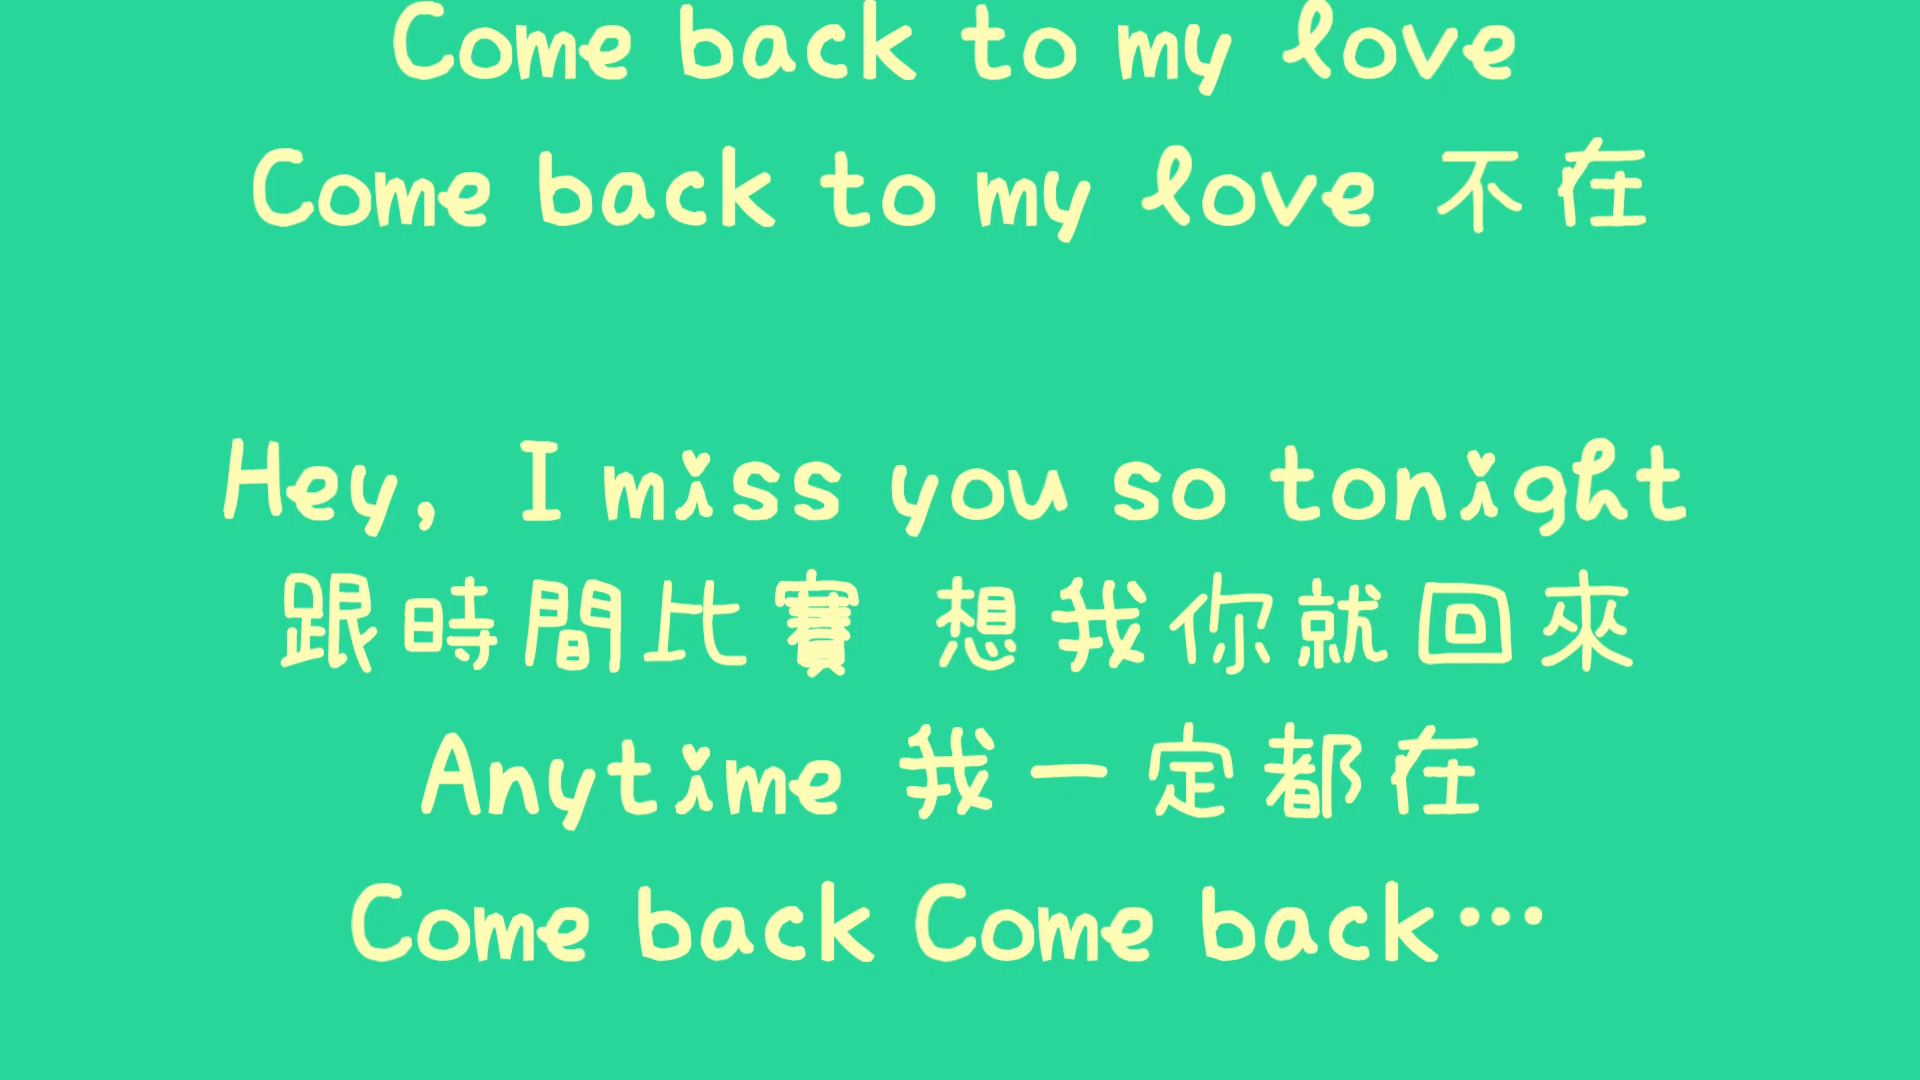 Come back to my love
Come back to my love 不在
Hey, I miss you so tonight
跟時間比賽 想我你就回來
Anytime 我一定都在
Come back Come back…